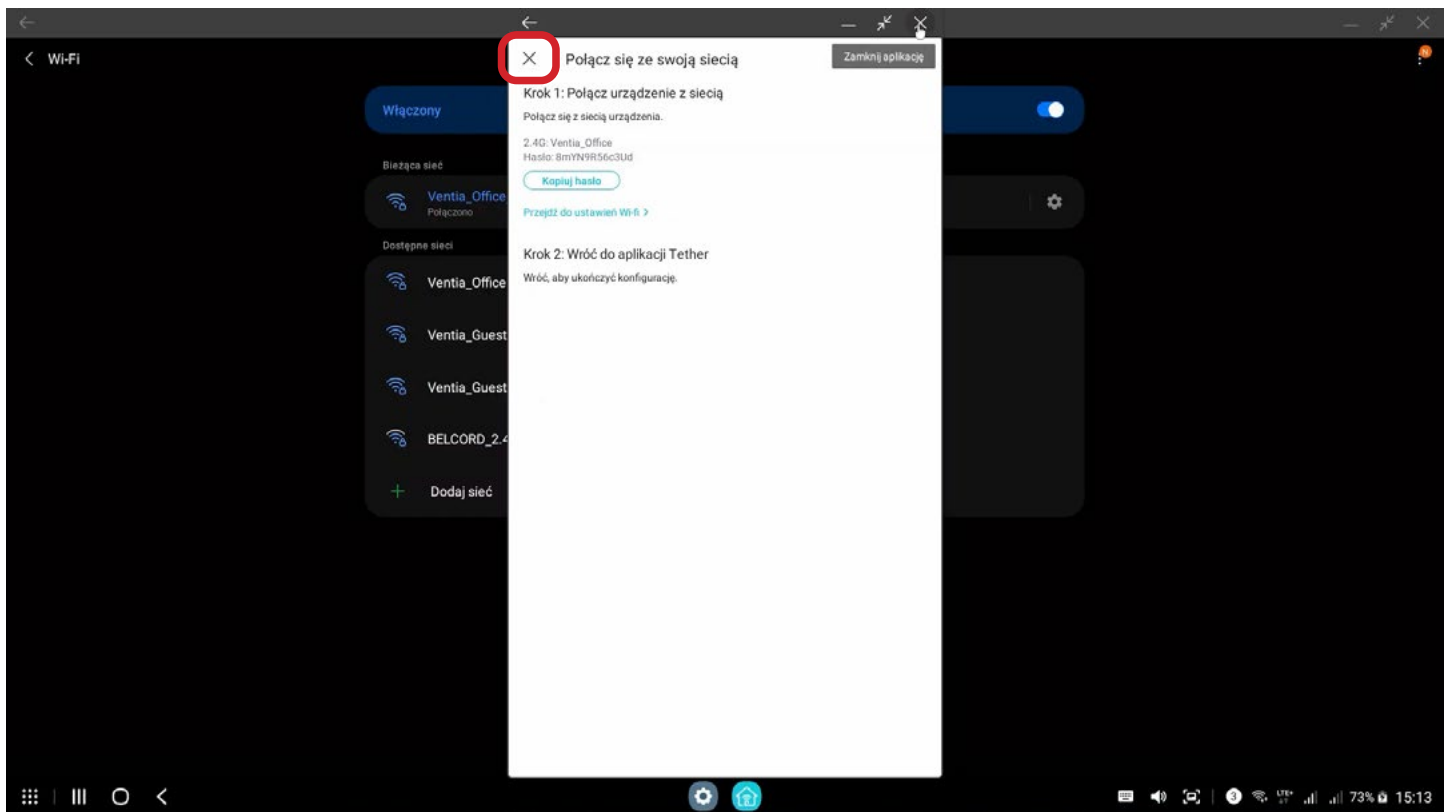 Wi-Fi
Połącz się ze swoją siecią
Zamknij aplikację
N
Krok 1: Połącz urządzenie z siecią
Połącz się z siecią urządzenia.
Włączony
2.4G: Ventia_Office
Hasło: 8mYN9R56c3Ud
Kopiuj hasło
Bieżąca sieć
Ventia_Office
Połączono
Przejdź do ustawień Wi-fi >
Dostępne sieci
Krok 2: Wróć do aplikacji Tether
Wróć, aby ukończyć konfigurację.
Ventia_Office
Ventia_Guest
Ventia_Guest
BELCORD_2.4
Dodaj sieć
3
LTE+
73%
15:13